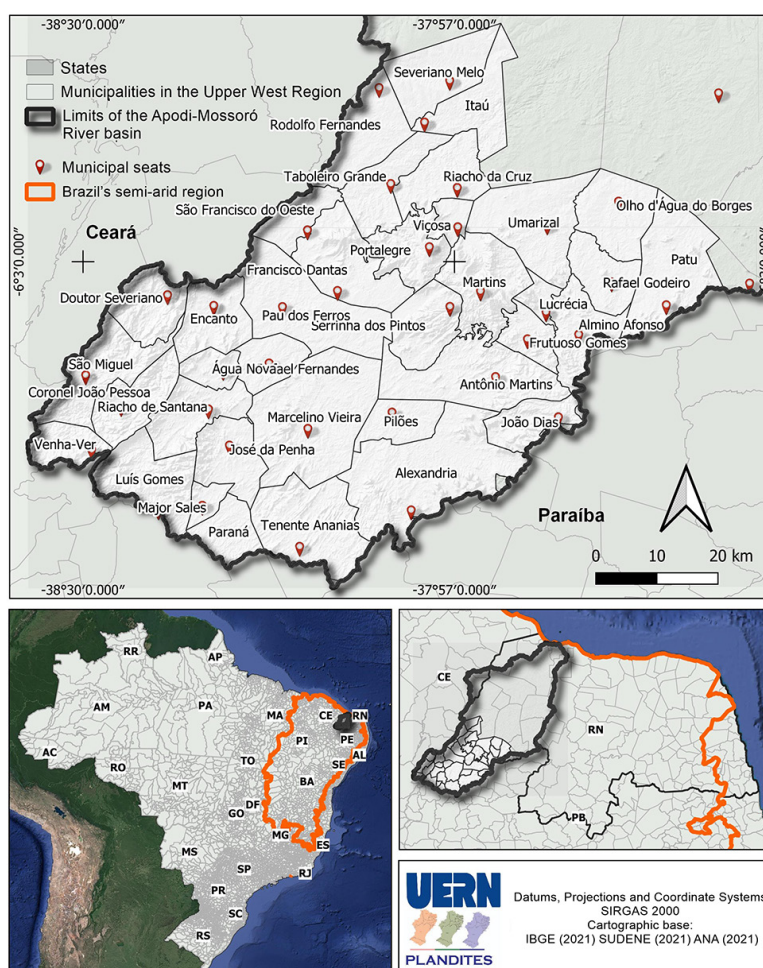 -38°30'0.000"
-37°57'0.000"
States
Municipalities in the Upper West Region
Limits of the Apodi-Mossoró
River basin
Municipal seats
Brazil's semi-arid region
Severiano Melo
Itaú
Rodolfo Fernandes
Taboleiro Grande
Riacho da Cruz
São Francisco do Oeste
Olho d'Água do Borges
Viçosa
Umarizal
Ceará
Portalegre
Patu
-6°3'0.000"
Francisco Dantas
Martins
Rafael Godeiro
Doutor Severiano
Lucrécia
Encanto
Pau dos Ferros
Serrinna dos Pintos
Almino Afonso
Frutuoso Gomes
São Miguel
Água Nova
ael Fernandes
Coronel João Pessoa
Antônio Martins
Riacho de Santana
Marcelino Vieira
Pilões
João Dias
Venha-Ver
José da Penha
Luís Gomes
Alexandria
Major Sales
Paraná
Tenente Ananias
Paraíba
0 10 20 km
-38°30'0.000"
-37°57'0.000"
RR
AP
AM
PA
MA
CE
RN
PI
PE
AL
AC
RO
TO
SE
MT
BA
DF
GO
MG
ES
MS
SP
RJ
PR
SC
RS
CE
RN
PB
UERN
PLANDITES
Datums, Projections and Coordinate Systems
SIRGAS 2000
Cartographic base:
IBGE (2021) SUDENE (2021) ANA (2021)